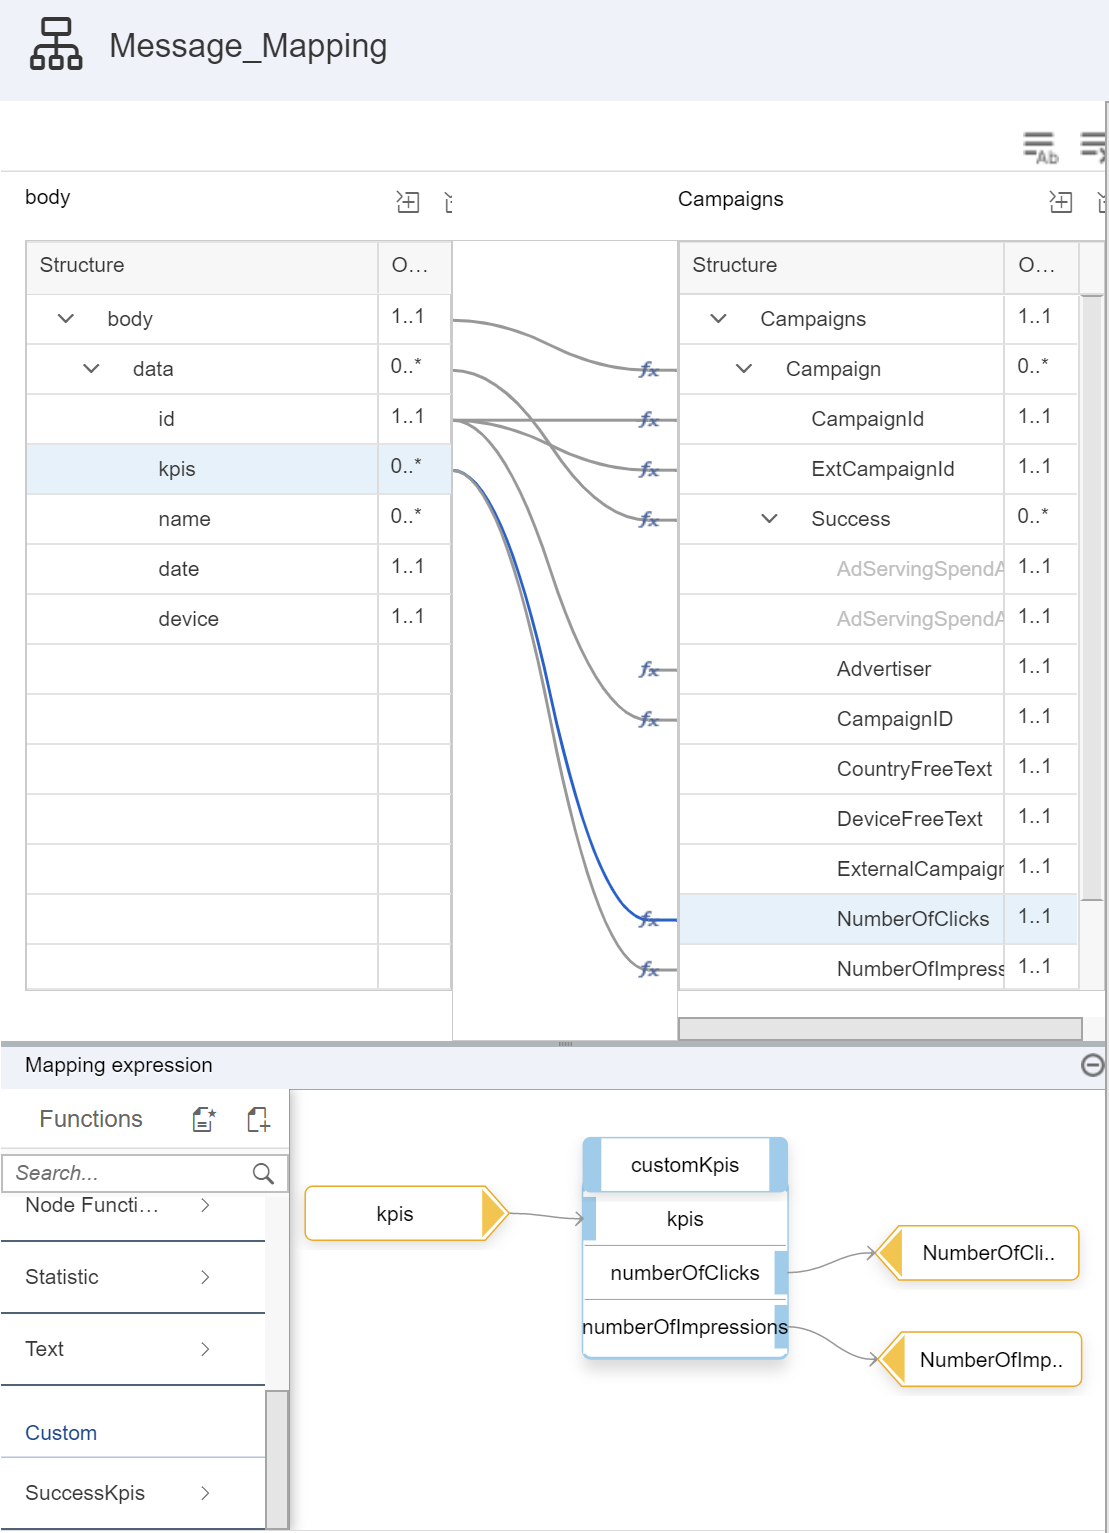 Message_Mapping
Ab
body
Campaigns
Structure O...
body 1..1
data 0..*
id 1..1
kpis 0..*
name 0..*
date 1..1
device 1..1
fx
fx
fx
fx
fx
fx
fx
fx
Structure O...
Campaigns 1..1
Campaign 0..*
CampaignId 1..1
ExtCampaignId 1..1
Success 0..*
AdServingSpendA 1..1
AdServingSpendA 1..1
Advertiser 1..1
CampaignID 1..1
CountryFreeText 1..1
DeviceFreeText 1..1
ExternalCampaign 1..1
NumberOfClicks 1..1
NumberOfImpress 1..1
Mapping expression
Functions
Search...
Node Functi...
Statistic
Text
Custom
SuccessKpis
kpis
customKpis
kpis
numberOfClicks
numberOfImpressions
NumberOfCli..
NumberOfImp..